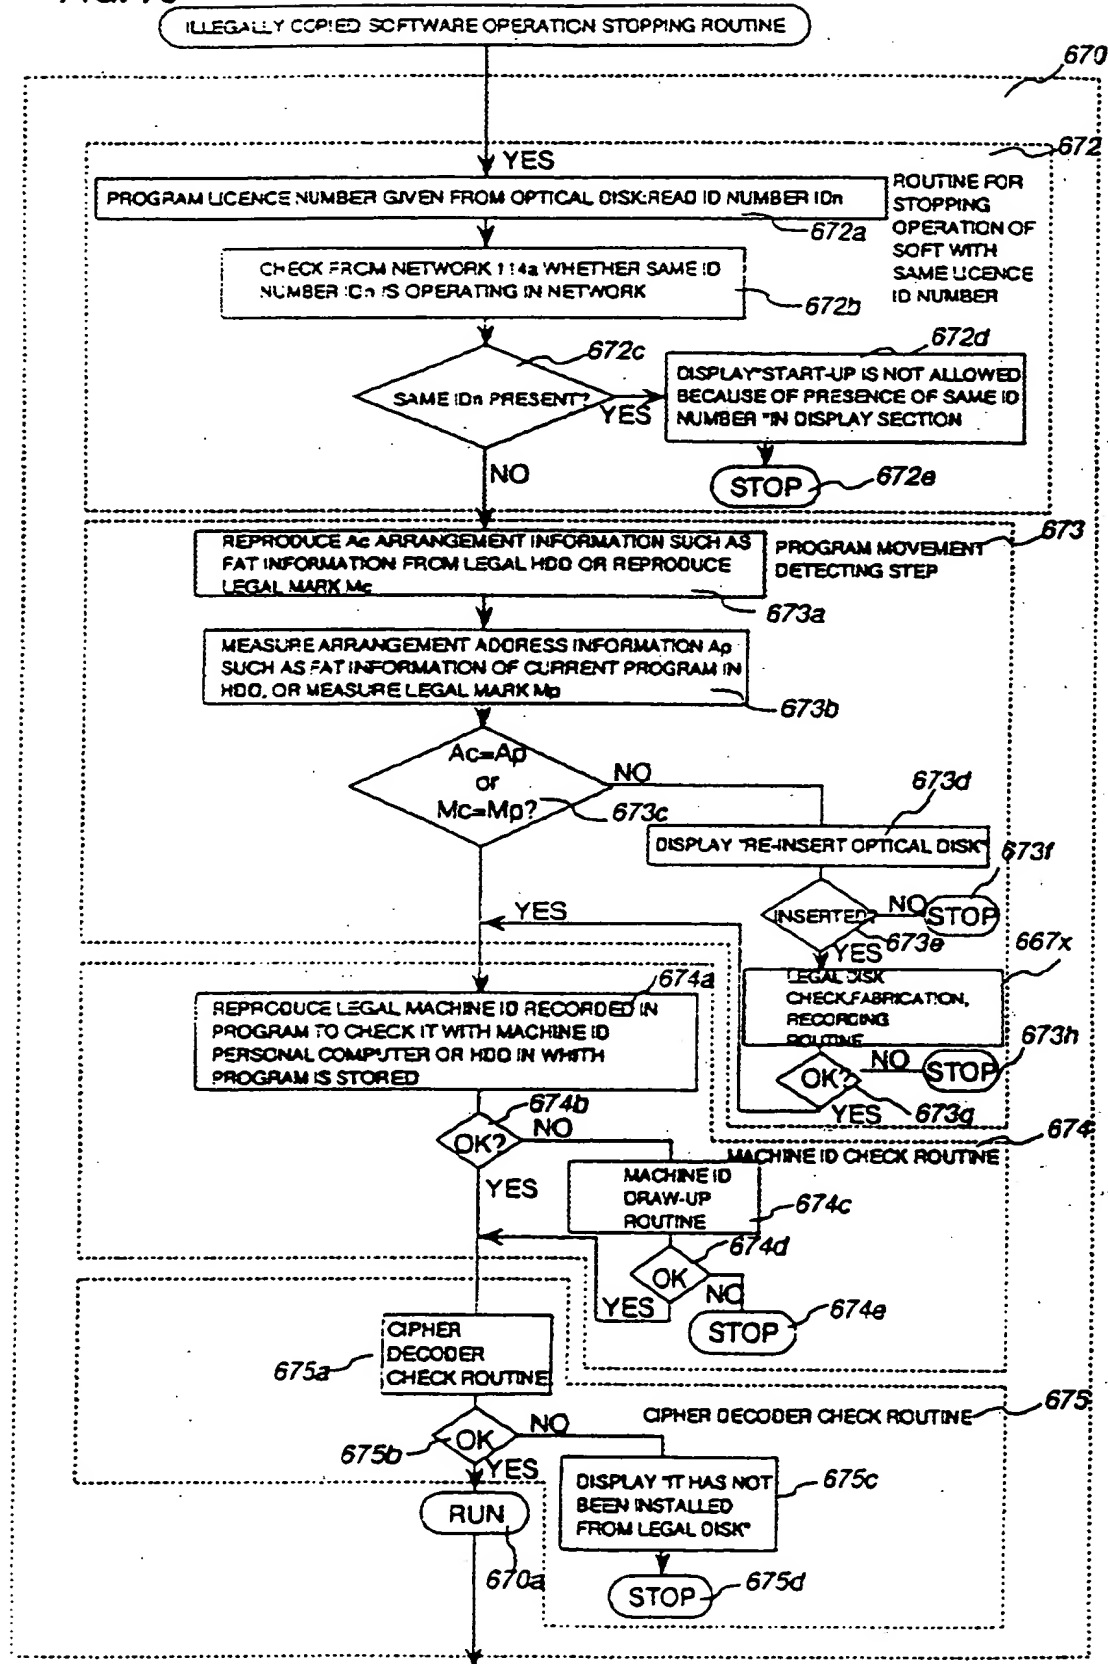 ILLEGALLY COPIED SOFTWARE OPERATION STOPPING ROUTINE
670
672
YES
PROGRAM LICENCE NUMBER GIVEN FROM OPTICAL DISK:READ ID NUMBER IDn
672a
ROUTINE FOR
STOPPING
OPERATION OF
SOFT WITH
SAME LICENCE
ID NUMBER
CHECK FROM NETWORK 114a WHETHER SAME ID
NUMBER IDn IS OPERATING IN NETWORK
672b
672c
SAME IDn PRESENT?
YES
672d
DISPLAY"START-UP IS NOT ALLOWED
BECAUSE OF PRESENCE OF SAME ID
NUMBER "IN DISPLAY SECTION
STOP
672e
NO
673
REPRODUCE Ac ARRANGEMENT INFORMATION SUCH AS
FAT INFORMATION FROM LEGAL HDD OR REPRODUCE
LEGAL MARK Mc
673a
PROGRAM MOVEMENT
DETECTING STEP
MEASURE ARRANGEMENT ADDRESS INFORMATION Ap
SUCH AS FAT INFORMATION OF CURRENT PROGRAM IN
HDD, OR MEASURE LEGAL MARK Mp
673b
Ac=Ap
or
Mc=Mp?
673c
NO
673d
DISPLAY "RE-INSERT OPTICAL DISK"
673f
INSERTED?
NO
STOP
673e
YES
YES
667x
LEGAL DISK
CHECK,FABRICATION,
RECORDING
ROUTINE
673h
OK?
NO
STOP
673g
YES
674a
REPRODUCE LEGAL MACHINE ID RECORDED IN
PROGRAM TO CHECK IT WITH MACHINE ID
PERSONAL COMPUTER OR HDD IN WHITH
PROGRAM IS STORED
674b
OK?
NO
YES
674
MACHINE ID CHECK ROUTINE
MACHINE ID
DRAW-UP
ROUTINE
674c
674d
OK
NO
YES
STOP
674e
675a
CIPHER
DECODER
CHECK ROUTINE
675
CIPHER DECODER CHECK ROUTINE
675b
OK
NO
YES
RUN
670a
675c
DISPLAY "IT HAS NOT
BEEN INSTALLED
FROM LEGAL DISK"
STOP
675d